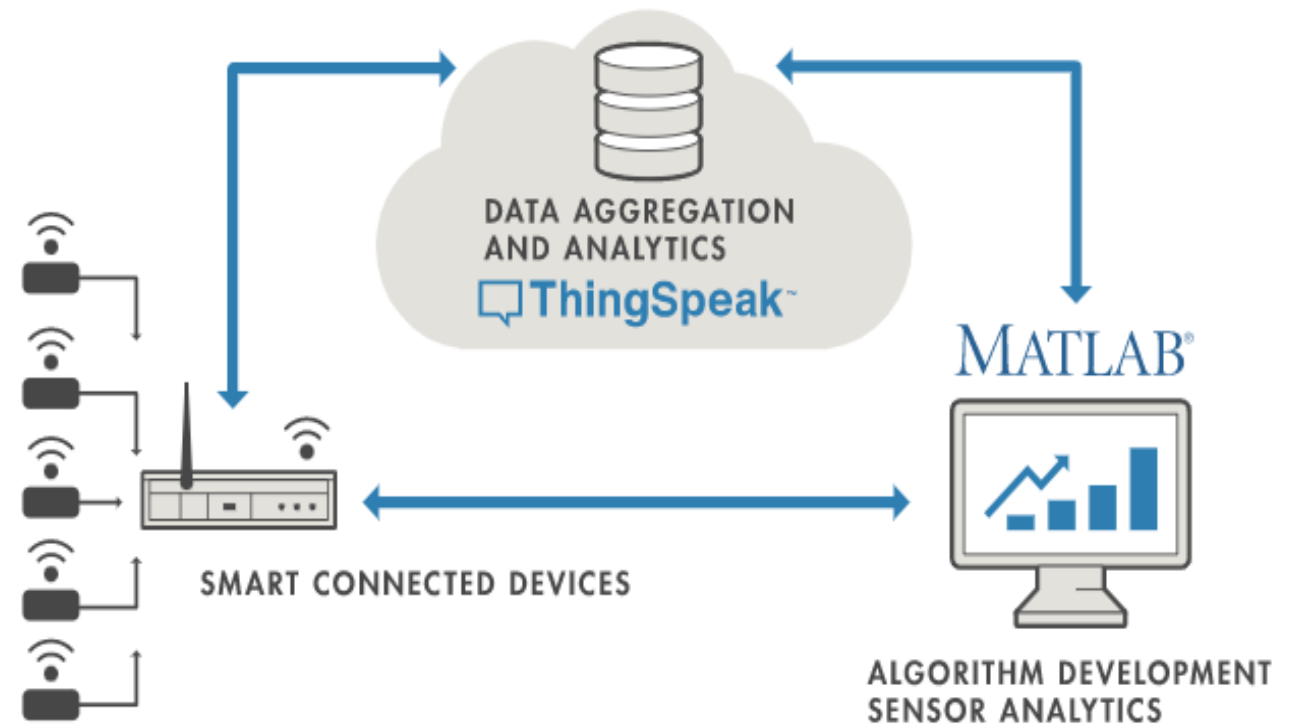 DATA AGGREGATION
AND ANALYTICS
ThingSpeak™
MATLAB®
SMART CONNECTED DEVICES
ALGORITHM DEVELOPMENT
SENSOR ANALYTICS